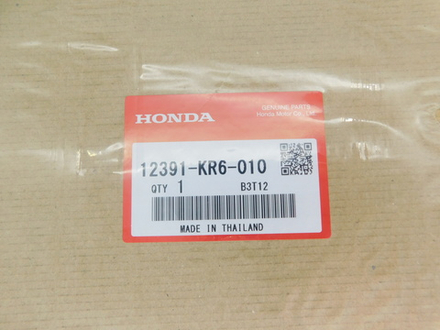 HONDA
GENUINE PARTS
Honda Motor Co., Ltd.
12391-KR6-010
QTY 1 B3T12
MADE IN THAILAND